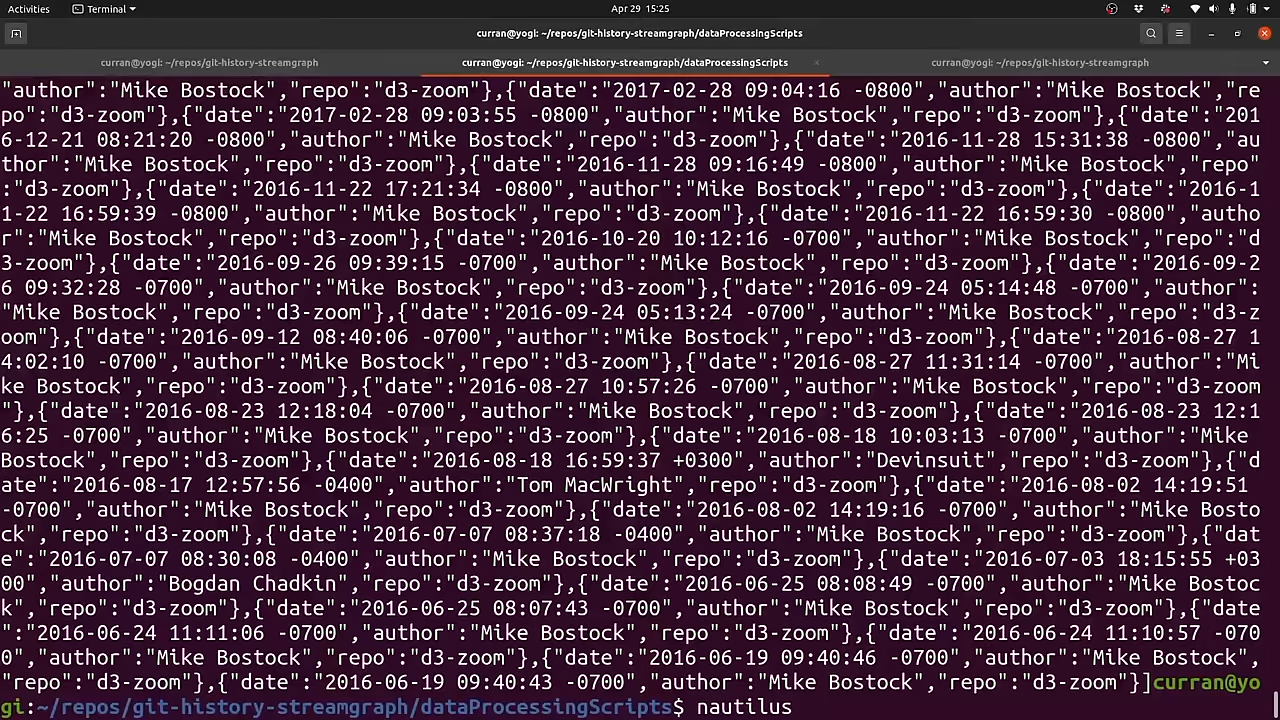 Activities
Terminal
Apr 29 15:25
curran@yogi: ~/repos/git-history-streamgraph/dataProcessingScripts
curran@yogi: ~/repos/git-history-streamgraph
curran@yogi: ~/repos/git-history-streamgraph/dataProcessingScripts
curran@yogi: ~/repos/git-history-streamgraph
"author":"Mike Bostock","repo":"d3-zoom"},{"date":"2017-02-28 09:04:16 -0800","author":"Mike Bostock","re
po":"d3-zoom"},{"date":"2017-02-28 09:03:55 -0800","author":"Mike Bostock","repo":"d3-zoom"},{"date":"201
6-12-21 08:21:20 -0800","author":"Mike Bostock","repo":"d3-zoom"},{"date":"2016-11-28 15:31:38 -0800","au
thor":"Mike Bostock","repo":"d3-zoom"},{"date":"2016-11-28 09:16:49 -0800","author":"Mike Bostock","repo"
:"d3-zoom"},{"date":"2016-11-22 17:21:34 -0800","author":"Mike Bostock","repo":"d3-zoom"},{"date":"2016-1
1-22 16:59:39 -0800","author":"Mike Bostock","repo":"d3-zoom"},{"date":"2016-11-22 16:59:30 -0800","autho
r":"Mike Bostock","repo":"d3-zoom"},{"date":"2016-10-20 10:12:16 -0700","author":"Mike Bostock","repo":"d
3-zoom"},{"date":"2016-09-26 09:39:15 -0700","author":"Mike Bostock","repo":"d3-zoom"},{"date":"2016-09-2
6 09:32:28 -0700","author":"Mike Bostock","repo":"d3-zoom"},{"date":"2016-09-24 05:14:48 -0700","author":
"Mike Bostock","repo":"d3-zoom"},{"date":"2016-09-24 05:13:24 -0700","author":"Mike Bostock","repo":"d3-z
oom"},{"date":"2016-09-12 08:40:06 -0700","author":"Mike Bostock","repo":"d3-zoom"},{"date":"2016-08-27 1
4:02:10 -0700","author":"Mike Bostock","repo":"d3-zoom"},{"date":"2016-08-27 11:31:14 -0700","author":"Mi
ke Bostock","repo":"d3-zoom"},{"date":"2016-08-27 10:57:26 -0700","author":"Mike Bostock","repo":"d3-zoom
"},{"date":"2016-08-23 12:18:04 -0700","author":"Mike Bostock","repo":"d3-zoom"},{"date":"2016-08-23 12:1
6:25 -0700","author":"Mike Bostock","repo":"d3-zoom"},{"date":"2016-08-18 10:03:13 -0700","author":"Mike
Bostock","repo":"d3-zoom"},{"date":"2016-08-18 16:59:37 +0300","author":"Devinsuit","repo":"d3-zoom"},{"d
ate":"2016-08-17 12:57:56 -0400","author":"Tom MacWright","repo":"d3-zoom"},{"date":"2016-08-02 14:19:51
-0700","author":"Mike Bostock","repo":"d3-zoom"},{"date":"2016-08-02 14:19:16 -0700","author":"Mike Bosto
ck","repo":"d3-zoom"},{"date":"2016-07-07 08:37:18 -0400","author":"Mike Bostock","repo":"d3-zoom"},{"dat
e":"2016-07-07 08:30:08 -0400","author":"Mike Bostock","repo":"d3-zoom"},{"date":"2016-07-03 18:15:55 +03
00","author":"Bogdan Chadkin","repo":"d3-zoom"},{"date":"2016-06-25 08:08:49 -0700","author":"Mike Bostoc
k","repo":"d3-zoom"},{"date":"2016-06-25 08:07:43 -0700","author":"Mike Bostock","repo":"d3-zoom"},{"date
":"2016-06-24 11:11:06 -0700","author":"Mike Bostock","repo":"d3-zoom"},{"date":"2016-06-24 11:10:57 -070
0","author":"Mike Bostock","repo":"d3-zoom"},{"date":"2016-06-19 09:40:46 -0700","author":"Mike Bostock",
"repo":"d3-zoom"},{"date":"2016-06-19 09:40:43 -0700","author":"Mike Bostock","repo":"d3-zoom"}]curran@yo
gi:~/repos/git-history-streamgraph/dataProcessingScripts$ nautilus